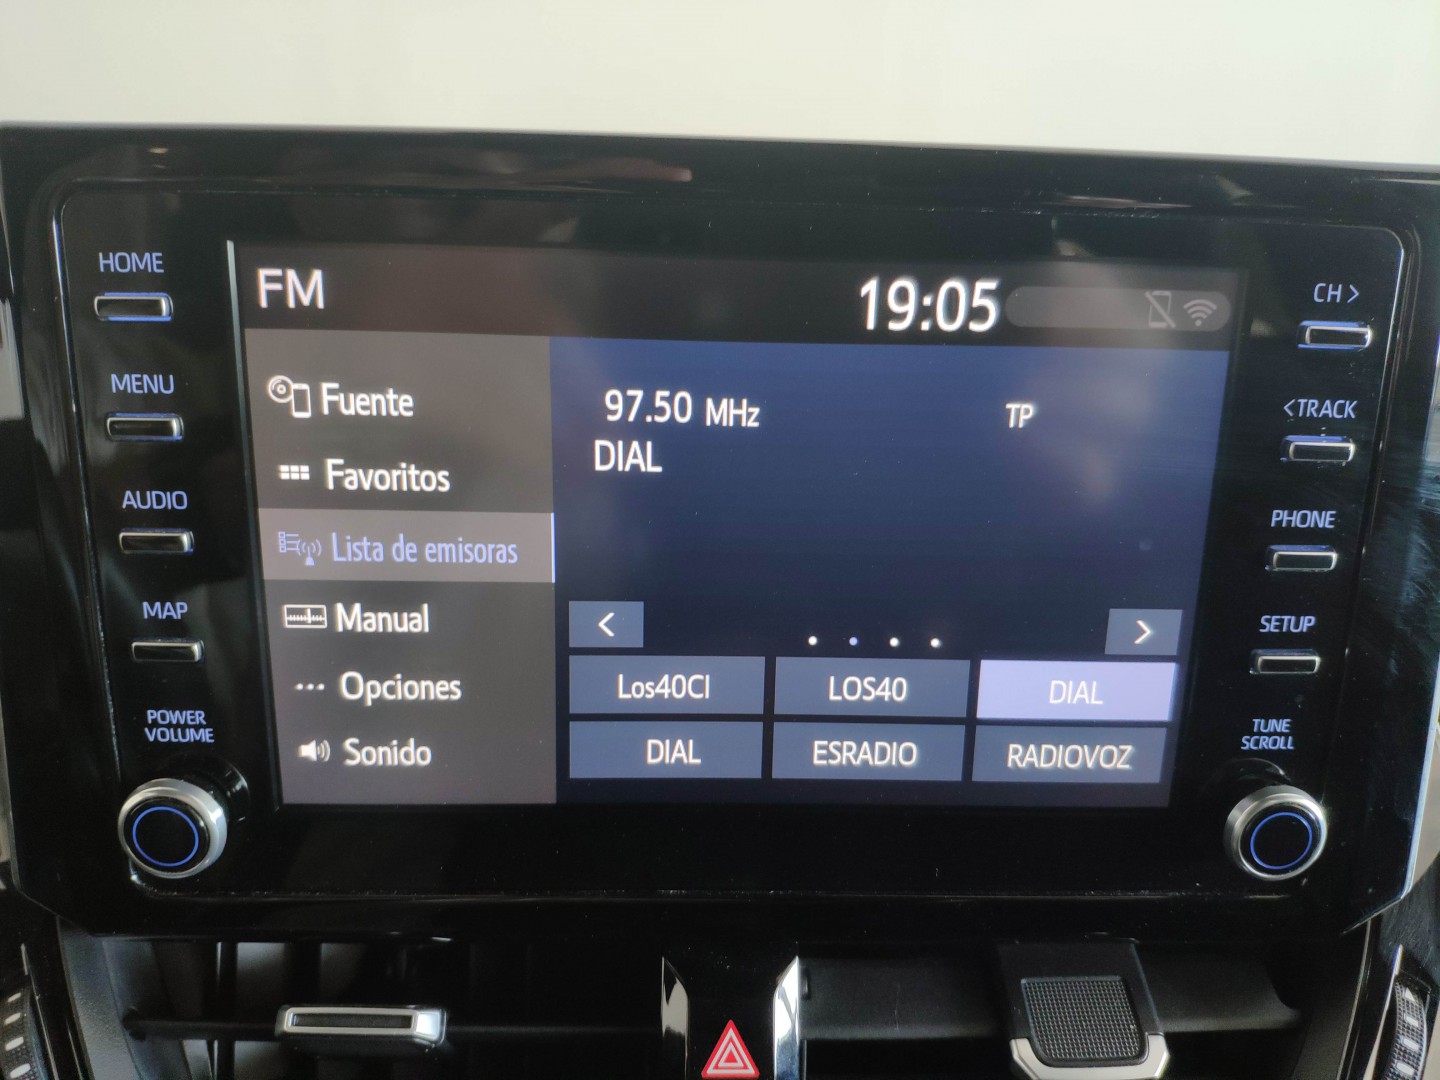 HOME
MENU
AUDIO
MAP
POWER
VOLUME
FM
19:05
Fuente
Favoritos
Lista de emisoras
Manual
Opciones
Sonido
97.50 MHz
TP
DIAL
<
>
Los40Cl
LOS40
DIAL
DIAL
ESRADIO
RADIOVOZ
CH >
<TRACK
PHONE
SETUP
TUNE
SCROLL